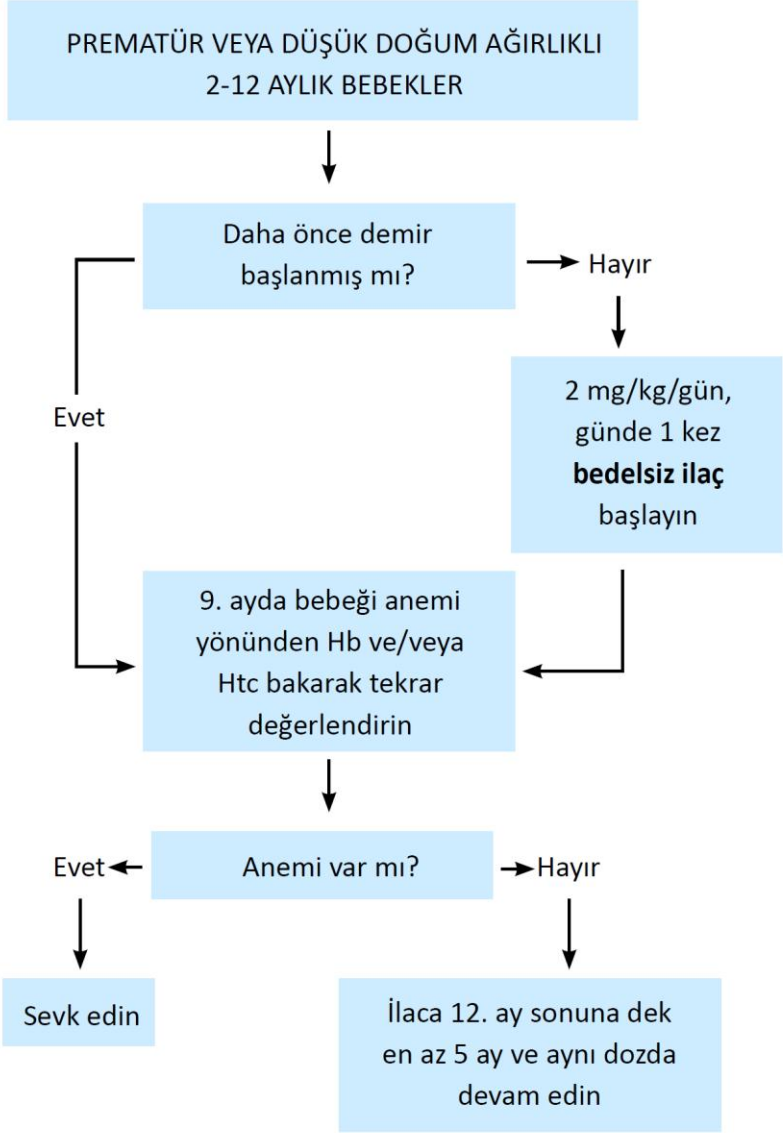 PREMATÜR VEYA DÜŞÜK DOĞUM AĞIRLIKLI
2-12 AYLIK BEBEKLER
Daha önce demir
başlanmış mı?
Hayır
2 mg/kg/gün,
günde 1 kez
bedelsiz ilaç
başlayın
Evet
9. ayda bebeği anemi
yönünden Hb ve/veya
Htc bakarak tekrar
değerlendirin
Evet
Anemi var mı?
Hayır
Sevk edin
İlaca 12. ay sonuna dek
en az 5 ay ve aynı dozda
devam edin